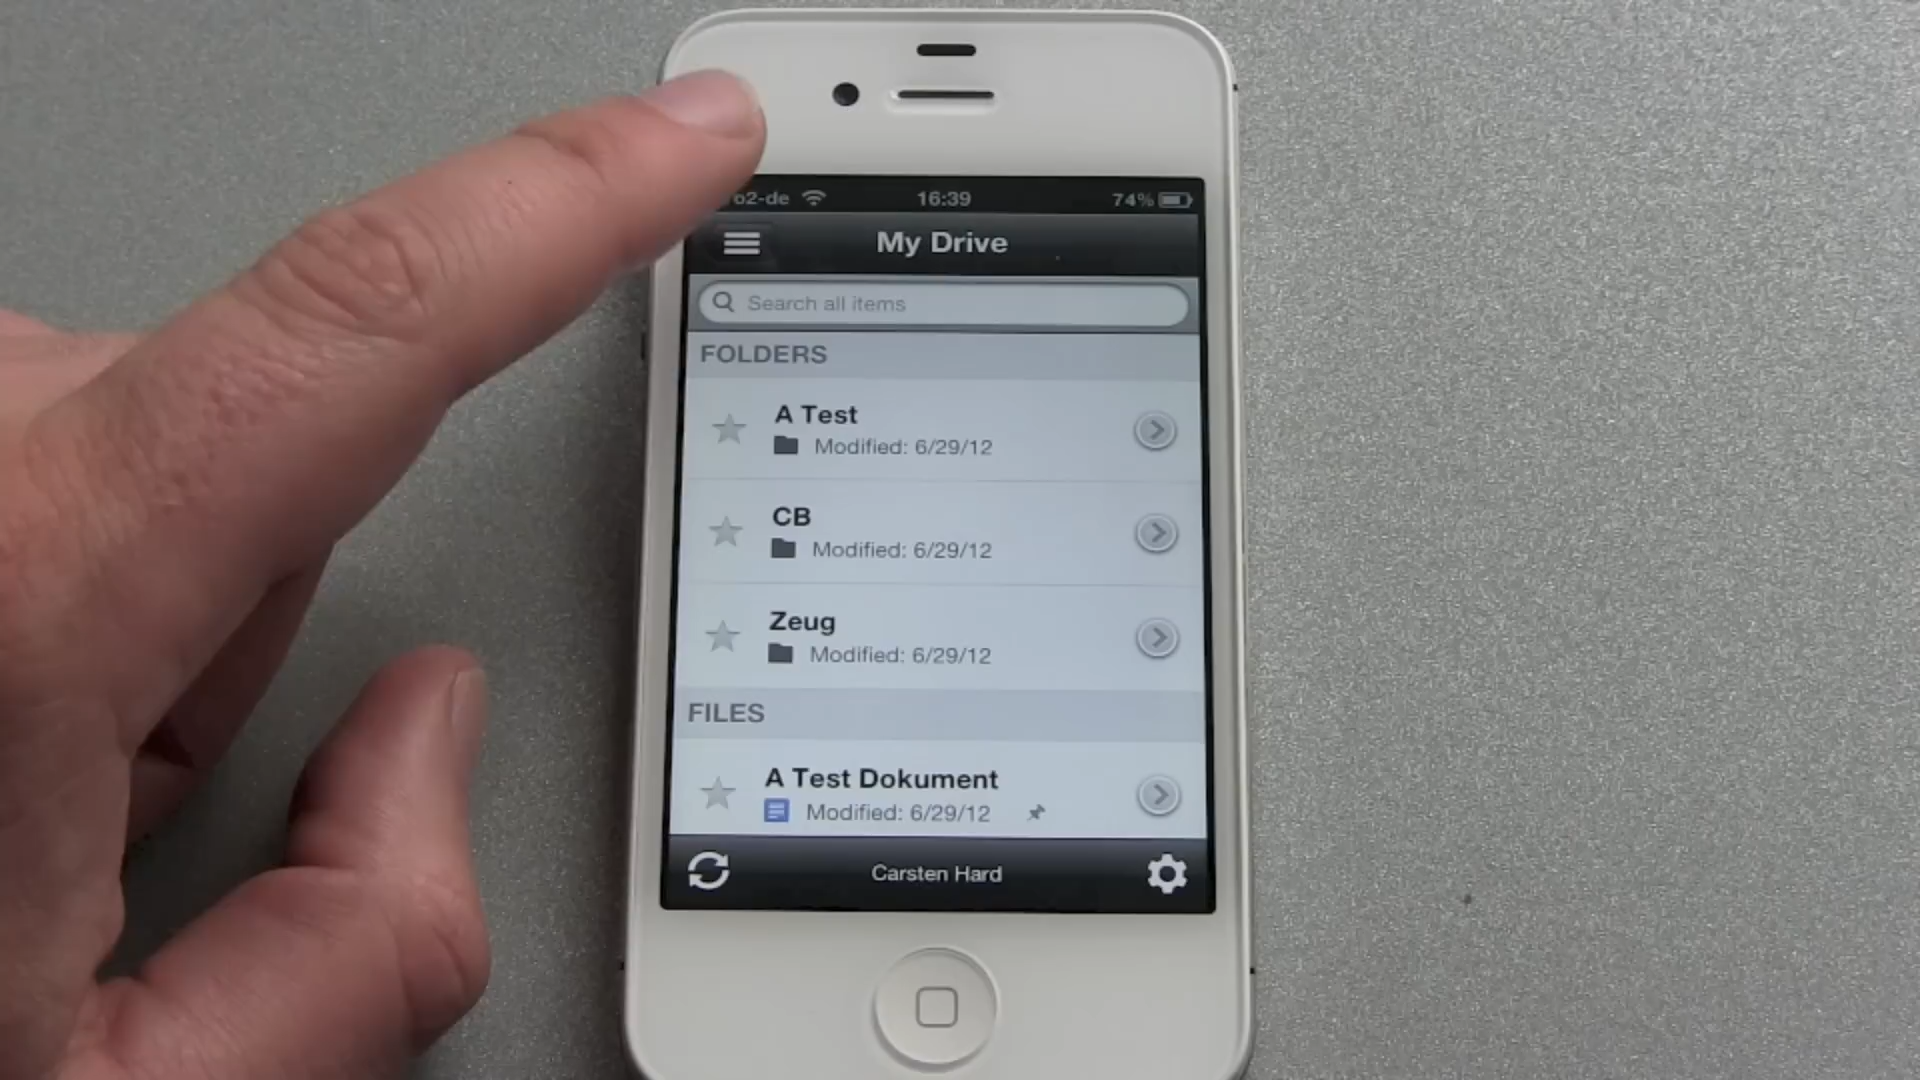 o2-de 16:39 74%
My Drive
Search all items
FOLDERS
A Test
Modified: 6/29/12
CB
Modified: 6/29/12
Zeug
Modified: 6/29/12
FILES
A Test Dokument
Modified: 6/29/12
Carsten Hard